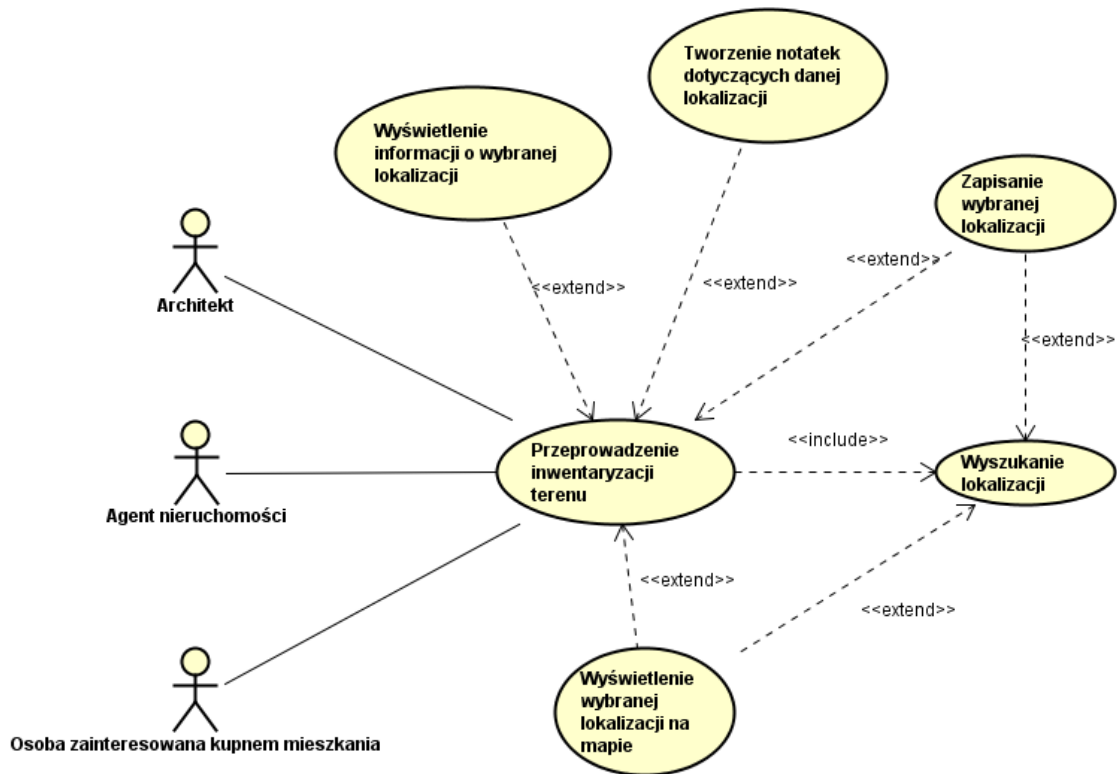 Tworzenie notatek
dotyczących danej
lokalizacji
Wyświetlenie
informacji o wybranej
lokalizacji
Zapisanie
wybranej
lokalizacji
<<extend>>
<<extend>>
<<extend>>
<<extend>>
Architekt
Przeprowadzenie
inwentaryzacji
terenu
<<include>>
Wyszukanie
lokalizacji
Agent nieruchomości
<<extend>>
<<extend>>
Wyświetlenie
wybranej
lokalizacji na
mapie
Osoba zainteresowana kupnem mieszkania